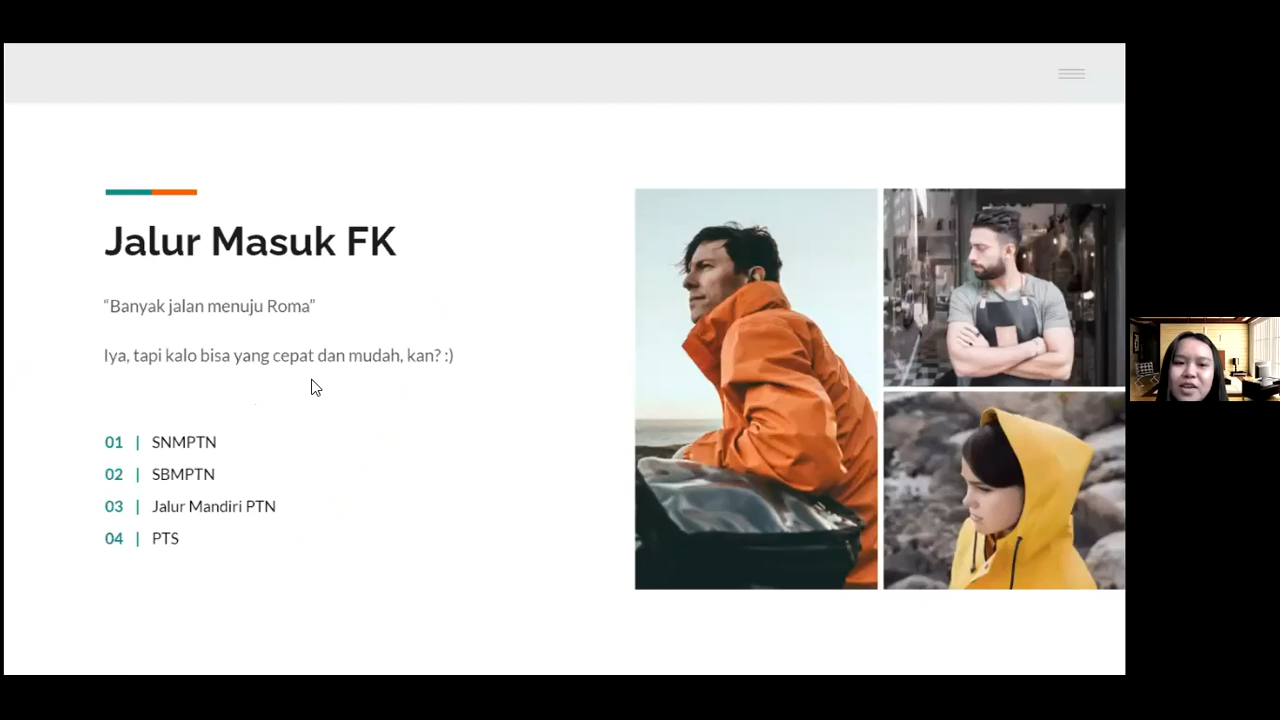 Jalur Masuk FK
“Banyak jalan menuju Roma”
Iya, tapi kalo bisa yang cepat dan mudah, kan? :)
01 | SNMPTN
02 | SBMPTN
03 | Jalur Mandiri PTN
04 | PTS